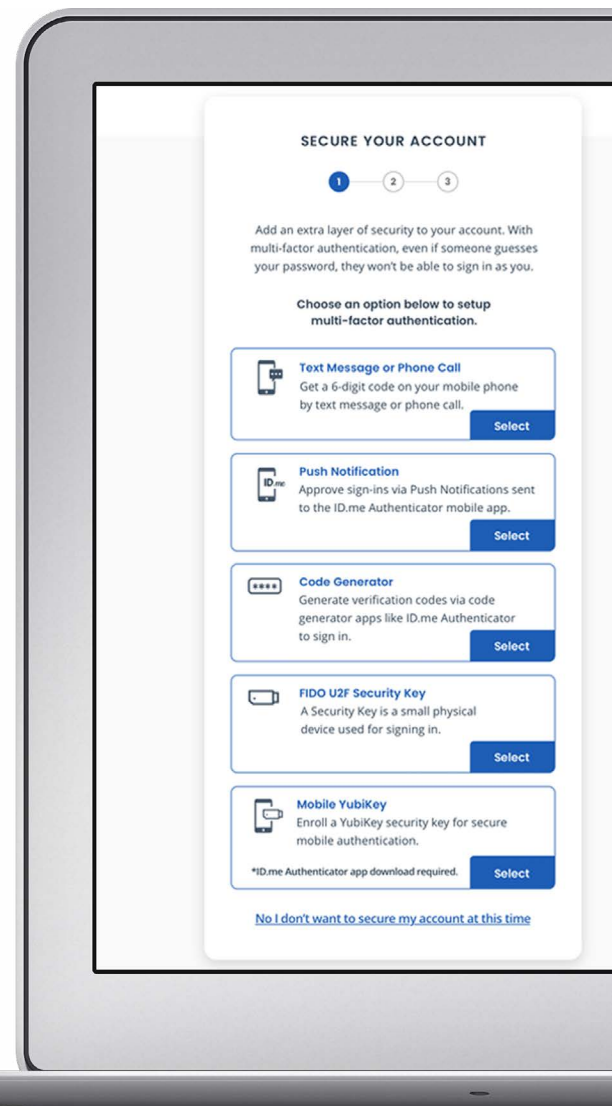 SECURE YOUR ACCOUNT
1 2 3
Add an extra layer of security to your account. With
multi-factor authentication, even if someone guesses
your password, they won't be able to sign in as you.
Choose an option below to setup
multi-factor authentication.
Text Message or Phone Call
Get a 6-digit code on your mobile phone
by text message or phone call.
Select
ID.me
Push Notification
Approve sign-ins via Push Notifications sent
to the ID.me Authenticator mobile app.
Select
****
Code Generator
Generate verification codes via code
generator apps like ID.me Authenticator
to sign in.
Select
FIDO U2F Security Key
A Security Key is a small physical
device used for signing in.
Select
Mobile YubiKey
Enroll a YubiKey security key for secure
mobile authentication.
*ID.me Authenticator app download required.
Select
No I don't want to secure my account at this time